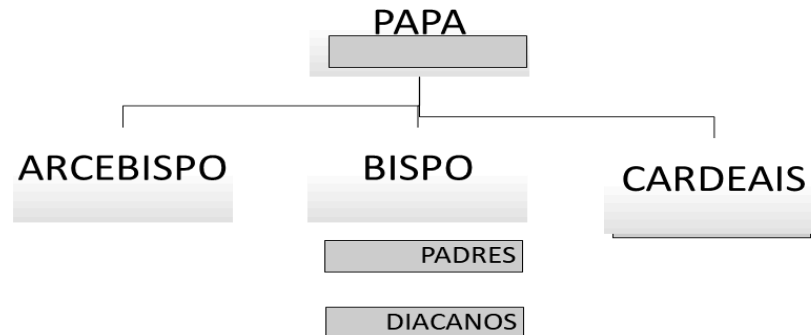 PAPA
ARCEBISPO
BISPO
CARDEAIS
PADRES
DIACANOS